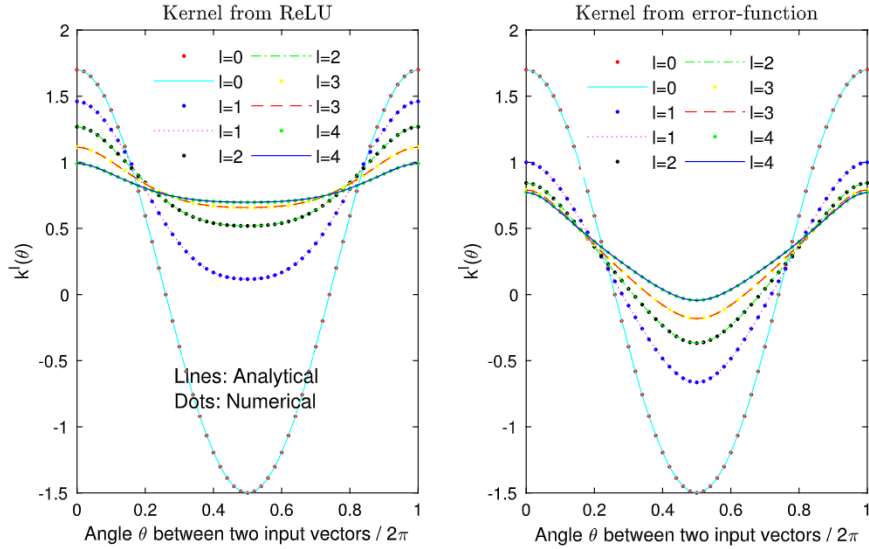 Kernel from ReLU
2
1.5
1
0.5
0
-0.5
-1
-1.5
k^l(θ)
l=0
l=0
l=1
l=1
l=2
l=2
l=3
l=3
l=4
l=4
Lines: Analytical
Dots: Numerical
0 0.2 0.4 0.6 0.8 1
Angle θ between two input vectors / 2π
Kernel from error-function
2
1.5
1
0.5
0
-0.5
-1
-1.5
k^l(θ)
l=0
l=0
l=1
l=1
l=2
l=2
l=3
l=3
l=4
l=4
0 0.2 0.4 0.6 0.8 1
Angle θ between two input vectors / 2π